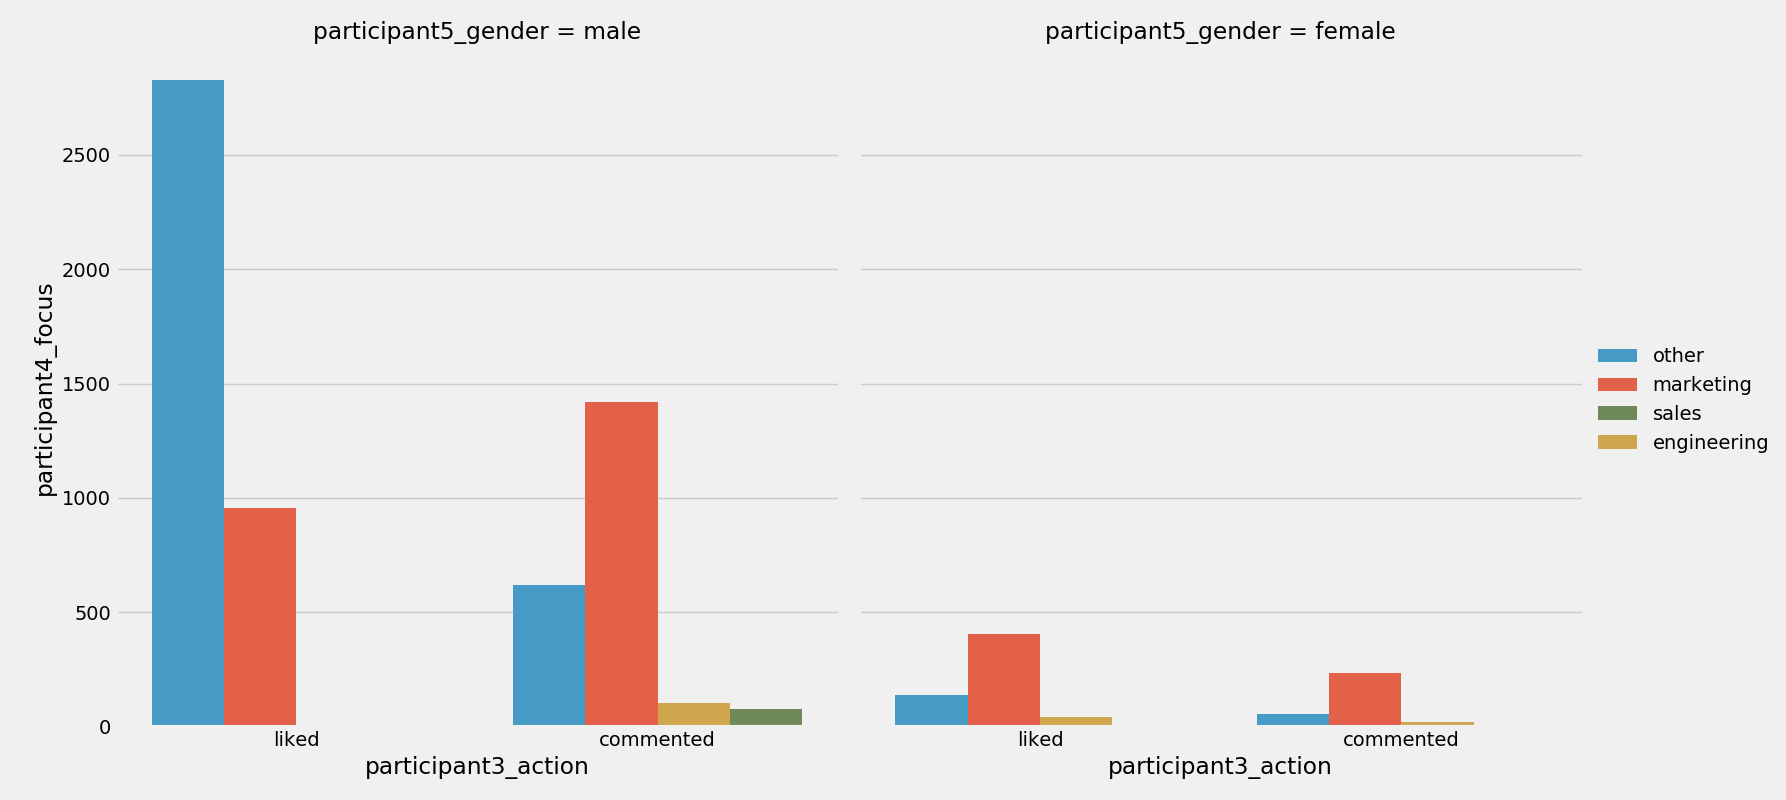 participant5_gender = male
participant5_gender = female
2500
2000
1500
1000
500
0
participant4_focus
liked
commented
liked
commented
participant3_action
participant3_action
other
marketing
sales
engineering